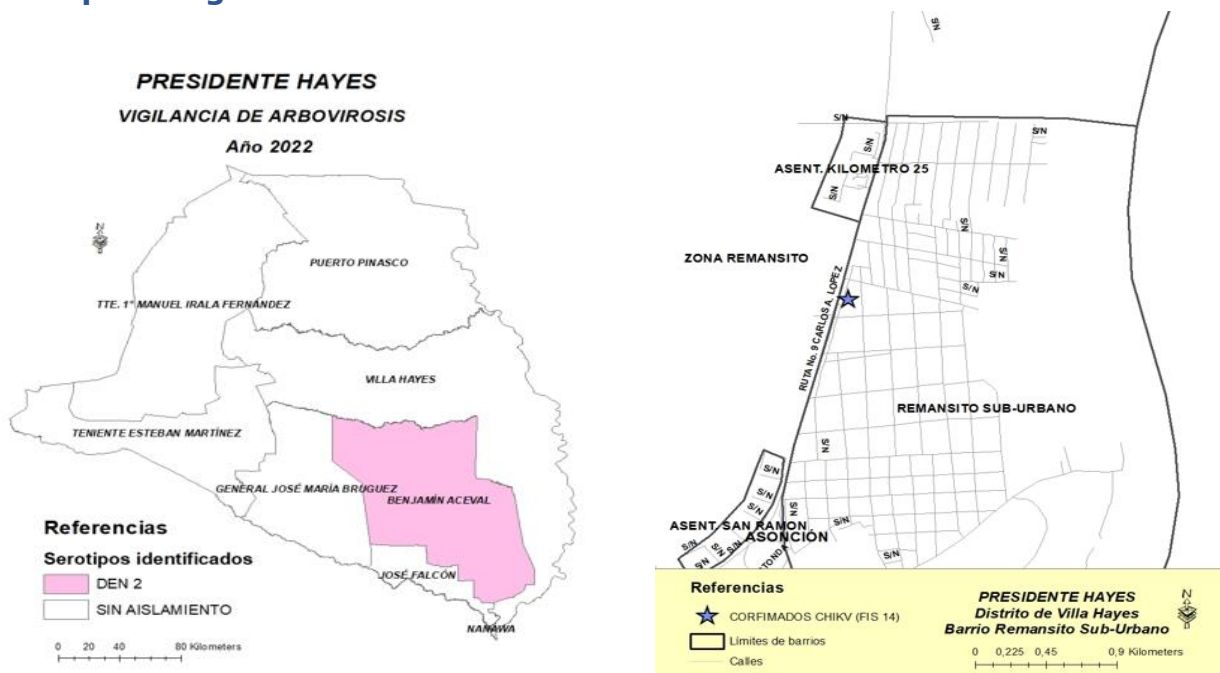 PRESIDENTE HAYES
VIGILANCIA DE ARBOVIROSIS
Año 2022
N
PUERTO PINASCO
TTE. 1° MANUEL IRALA FERNÁNDEZ
VILLA HAYES
TENIENTE ESTEBAN MARTÍNEZ
GENERAL JOSÉ MARÍA BRUGUEZ
BENJAMÍN ACEVAL
JOSÉ FALCÓN
NANAWA
Referencias
Serotipos identificados
DEN 2
SIN AISLAMIENTO
0 20 40 80 Kilometers
S/N
S/N
S/N
S/N
ASENT. KILOMETRO 25
S/N
S/N
S/N
ZONA REMANSITO
S/N
S/N
RUTA No. 9 CARLOS A. LOPEZ
REMANSITO SUB-URBANO
S/N
S/N
S/N
S/N
S/N
ASENT. SAN RAMON
S/N
ASONCIÓN
S/N
S/N
S/N
S/N
S/N
Referencias
CORFIMADOS CHIKV (FIS 14)
Límites de barrios
Calles
PRESIDENTE HAYES
Distrito de Villa Hayes
Barrio Remansito Sub-Urbano
N
0 0,225 0,45 0,9 Kilometers